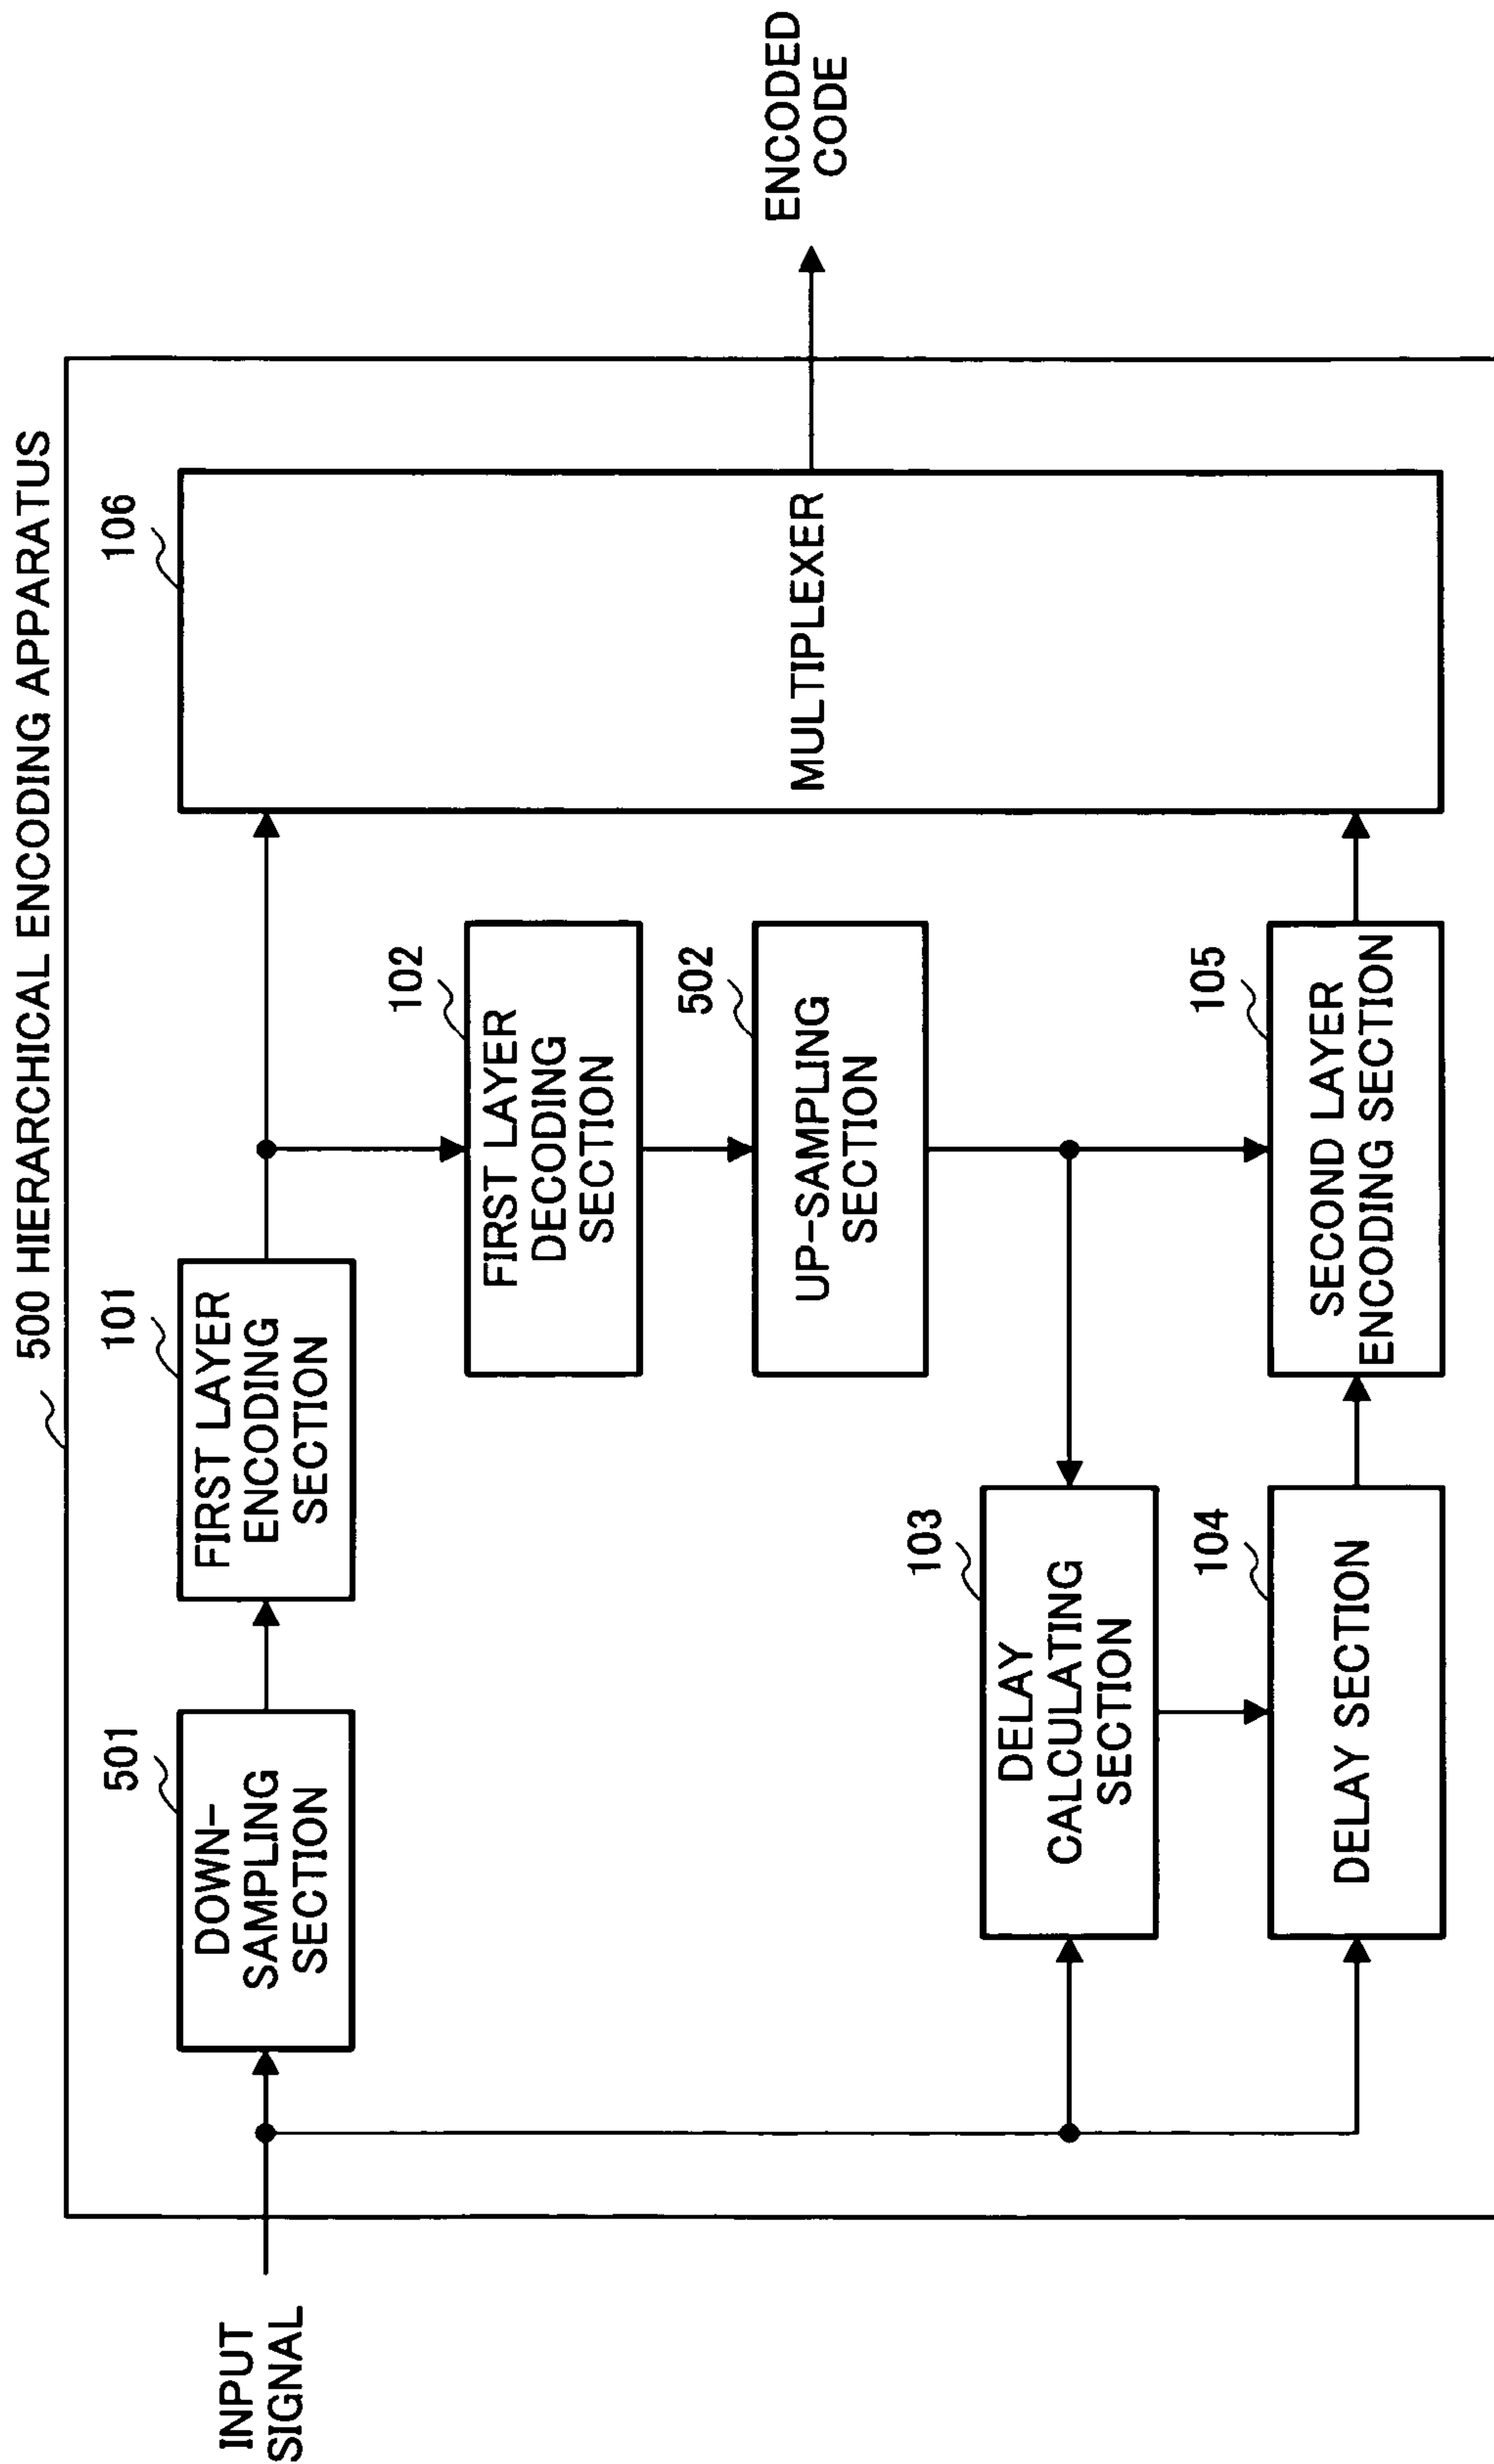 500 HIERARCHICAL ENCODING APPARATUS
INPUT
SIGNAL
501
DOWN-
SAMPLING
SECTION
101
FIRST LAYER
ENCODING
SECTION
102
FIRST LAYER
DECODING
SECTION
502
UP-SAMPLING
SECTION
103
DELAY
CALCULATING
SECTION
104
DELAY SECTION
105
SECOND LAYER
ENCODING SECTION
106
MULTIPLEXER
ENCODED
CODE